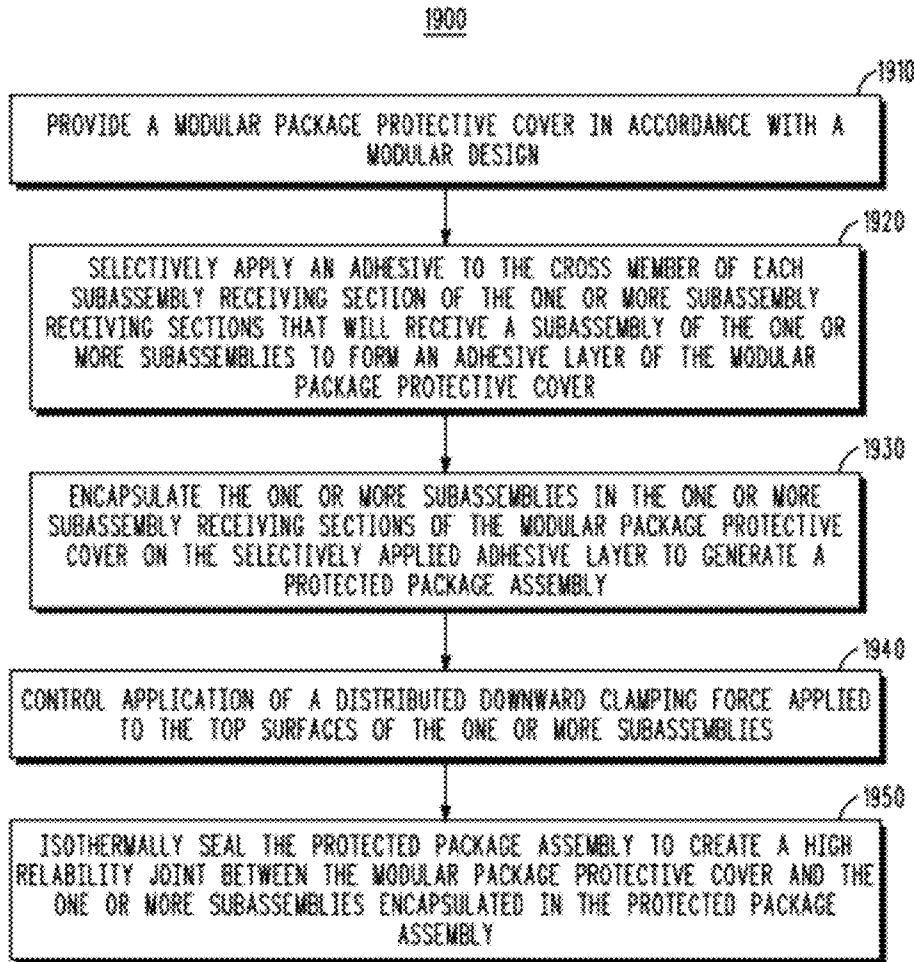 1900
1910
PROVIDE A MODULAR PACKAGE PROTECTIVE COVER IN ACCORDANCE WITH A
MODULAR DESIGN
1920
SELECTIVELY APPLY AN ADHESIVE TO THE CROSS MEMBER OF EACH
SUBASSEMBLY RECEIVING SECTION OF THE ONE OR MORE SUBASSEMBLY
RECEIVING SECTIONS THAT WILL RECEIVE A SUBASSEMBLY OF THE ONE OR
MORE SUBASSEMBLIES TO FORM AN ADHESIVE LAYER OF THE MODULAR
PACKAGE PROTECTIVE COVER
1930
ENCAPSULATE THE ONE OR MORE SUBASSEMBLIES IN THE ONE OR MORE
SUBASSEMBLY RECEIVING SECTIONS OF THE MODULAR PACKAGE PROTECTIVE
COVER ON THE SELECTIVELY APPLIED ADHESIVE LAYER TO GENERATE A
PROTECTED PACKAGE ASSEMBLY
1940
CONTROL APPLICATION OF A DISTRIBUTED DOWNWARD CLAMPING FORCE APPLIED
TO THE TOP SURFACES OF THE ONE OR MORE SUBASSEMBLIES
1950
ISOTHERMALLY SEAL THE PROTECTED PACKAGE ASSEMBLY TO CREATE A HIGH
RELABILITY JOINT BETWEEN THE MODULAR PACKAGE PROTECTIVE COVER AND THE
ONE OR MORE SUBASSEMBLIES ENCAPSULATED IN THE PROTECTED PACKAGE
ASSEMBLY